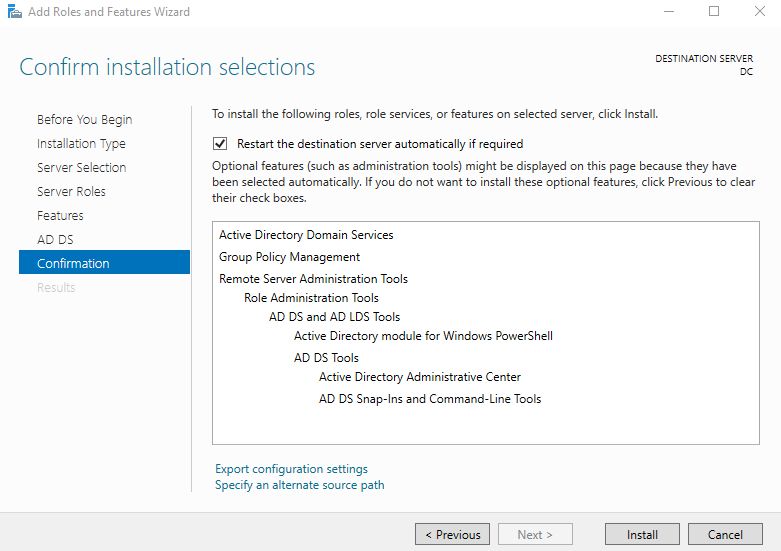 Add Roles and Features Wizard
Confirm installation selections
DESTINATION SERVER
DC
Before You Begin
Installation Type
Server Selection
Server Roles
Features
AD DS
Confirmation
Results
To install the following roles, role services, or features on selected server, click Install.
Restart the destination server automatically if required
Optional features (such as administration tools) might be displayed on this page because they have
been selected automatically. If you do not want to install these optional features, click Previous to clear
their check boxes.
Active Directory Domain Services
Group Policy Management
Remote Server Administration Tools
Role Administration Tools
AD DS and AD LDS Tools
Active Directory module for Windows PowerShell
AD DS Tools
Active Directory Administrative Center
AD DS Snap-Ins and Command-Line Tools
Export configuration settings
Specify an alternate source path
< Previous
Next >
Install
Cancel